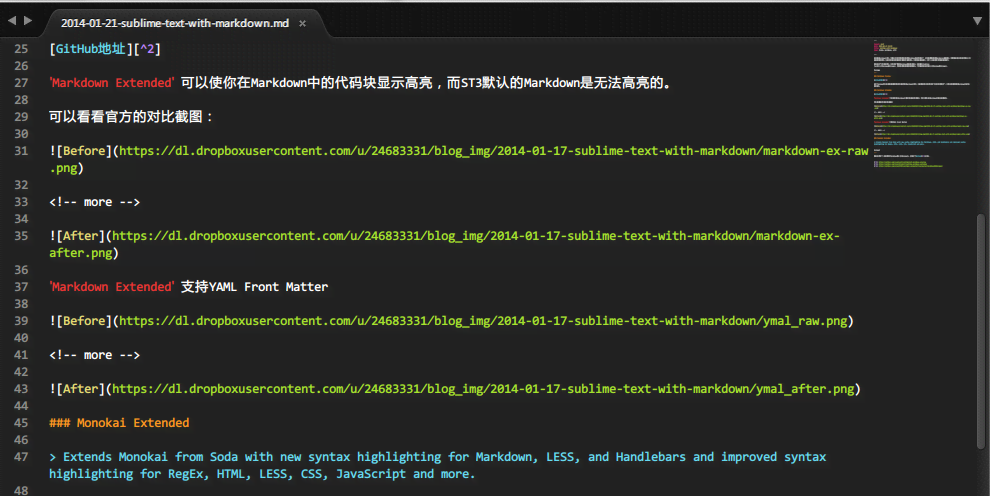 2014-01-21-sublime-text-with-markdown.md ×
25 [GitHub地址][^2]
26
27 'Markdown Extended' 可以使你在Markdown中的代码块显示高亮，而ST3默认的Markdown是无法高亮的。
28
29 可以看看官方的对比截图：
30
31 ![Before](https://dl.dropboxusercontent.com/u/24683331/blog_img/2014-01-17-sublime-text-with-markdown/markdown-ex-raw
.png)
32
33 <!-- more -->
34
35 ![After](https://dl.dropboxusercontent.com/u/24683331/blog_img/2014-01-17-sublime-text-with-markdown/markdown-ex-
after.png)
36
37 'Markdown Extended' 支持YAML Front Matter
38
39 ![Before](https://dl.dropboxusercontent.com/u/24683331/blog_img/2014-01-17-sublime-text-with-markdown/ymal_raw.png)
40
41 <!-- more -->
42
43 ![After](https://dl.dropboxusercontent.com/u/24683331/blog_img/2014-01-17-sublime-text-with-markdown/ymal_after.png)
44
45 ### Monokai Extended
46
47 > Extends Monokai from Soda with new syntax highlighting for Markdown, LESS, and Handlebars and improved syntax
highlighting for RegEx, HTML, LESS, CSS, JavaScript and more.
48